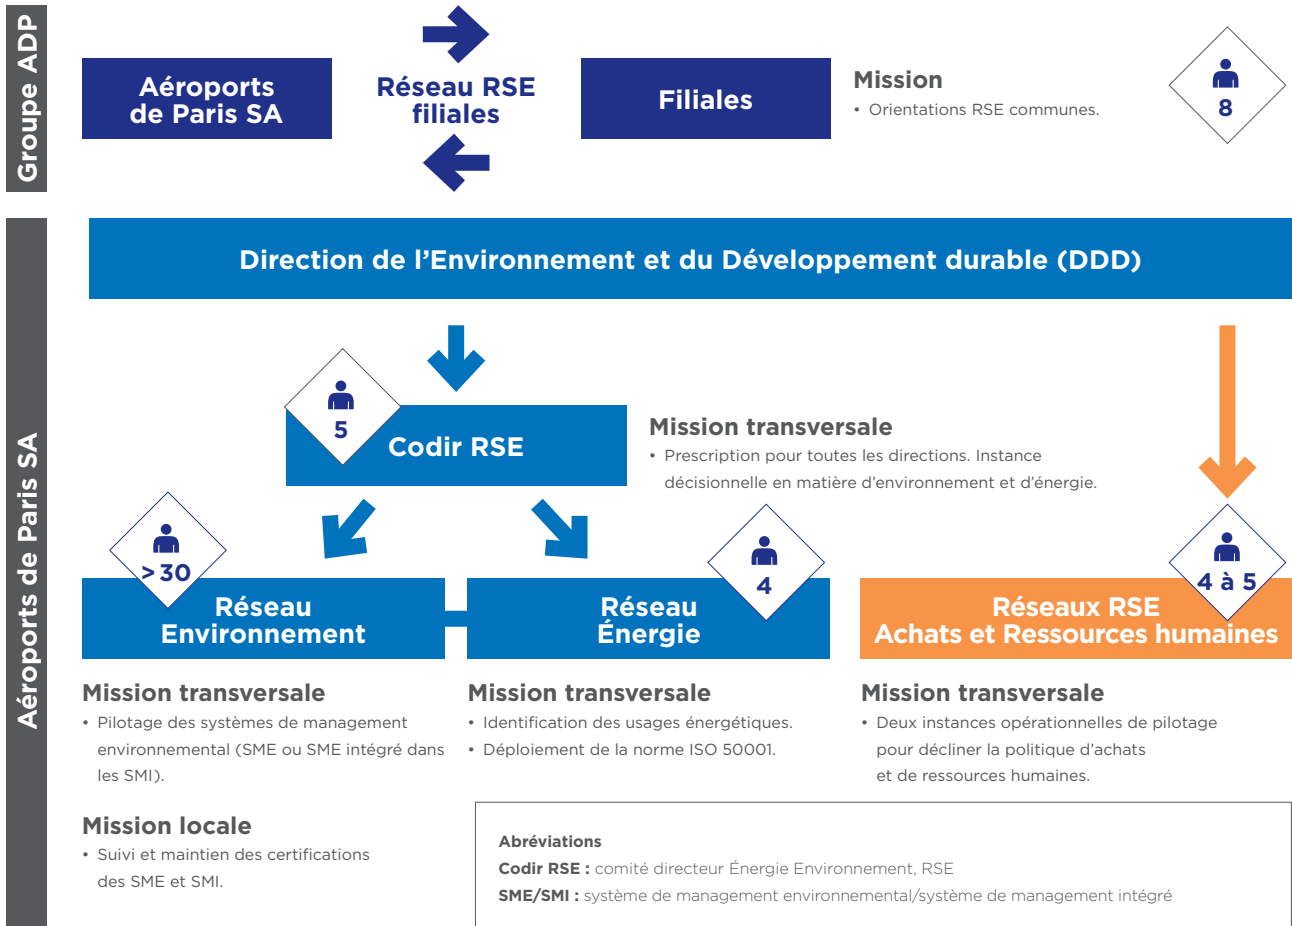 Groupe ADP
Aéroports
de Paris SA
Réseau RSE
filiales
Filiales
Mission
• Orientations RSE communes.
8
Aéroports de Paris SA
Direction de l’Environnement et du Développement durable (DDD)
5
Codir RSE
Mission transversale
• Prescription pour toutes les directions. Instance
décisionnelle en matière d’environnement et d’énergie.
> 30
Réseau
Environnement
4
Réseau
Énergie
4 à 5
Réseaux RSE
Achats et Ressources humaines
Mission transversale
• Pilotage des systèmes de management
environnemental (SME ou SME intégré dans
les SMI).
Mission locale
• Suivi et maintien des certifications
des SME et SMI.
Mission transversale
• Identification des usages énergétiques.
• Déploiement de la norme ISO 50001.
Mission transversale
• Deux instances opérationnelles de pilotage
pour décliner la politique d’achats
et de ressources humaines.
Abréviations
Codir RSE : comité directeur Énergie Environnement, RSE
SME/SMI : système de management environnemental/système de management intégré